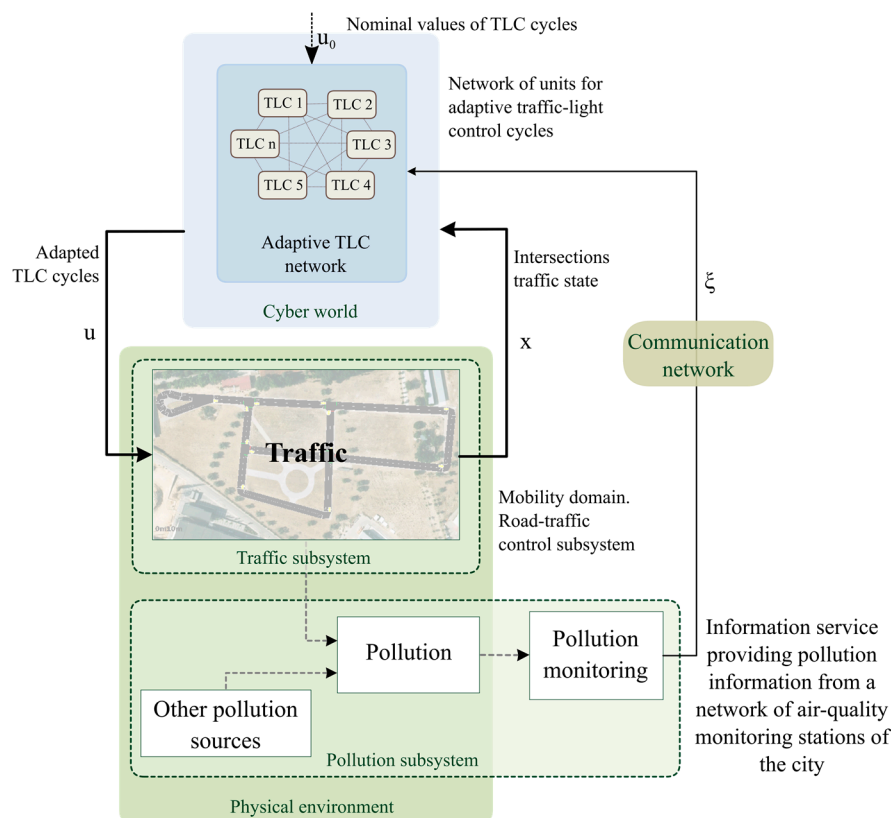 Nominal values of TLC cycles
u0
Network of units for
adaptive traffic-light
control cycles
TLC 1
TLC 2
TLC n
TLC 3
TLC 5
TLC 4
Adaptive TLC
network
Cyber world
Adapted
TLC cycles
u
Intersections
traffic state
x
ξ
Communication
network
Traffic
Traffic subsystem
Mobility domain.
Road-traffic
control subsystem
Pollution
Pollution
monitoring
Other pollution
sources
Pollution subsystem
Physical environment
Information service
providing pollution
information from a
network of air-quality
monitoring stations of
the city